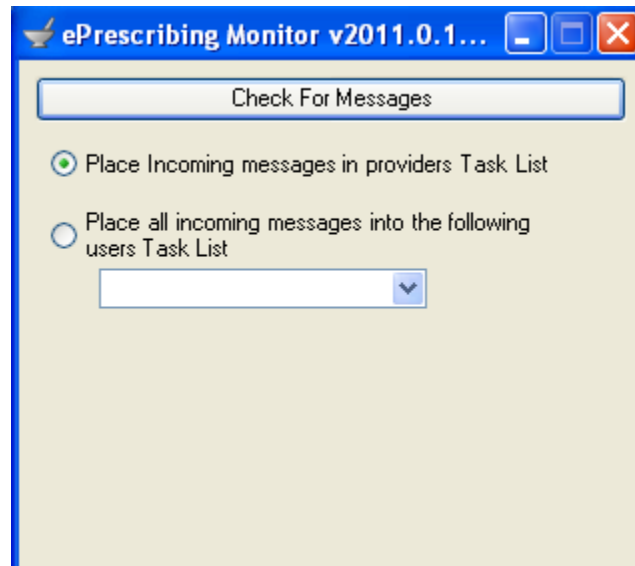 ePrescribing Monitor v2011.0.1...
Check For Messages
Place Incoming messages in providers Task List
Place all incoming messages into the following
users Task List